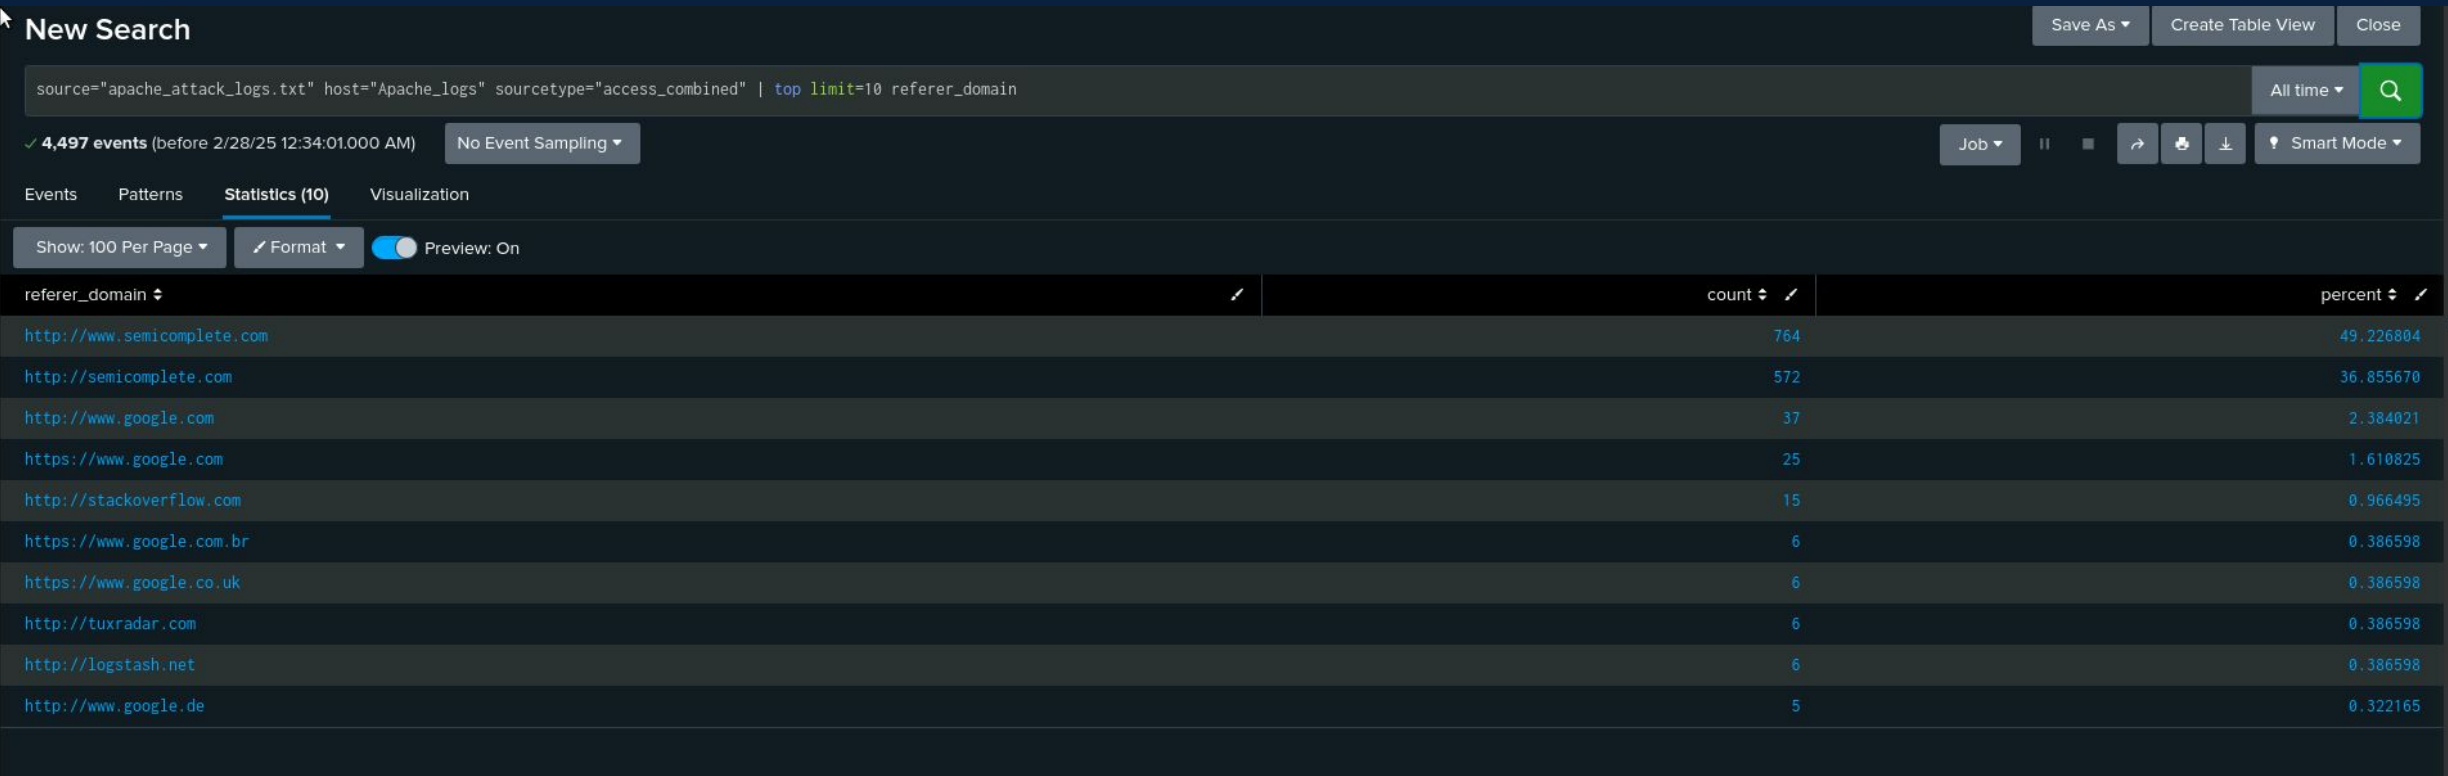 New Search
Save As Create Table View Close
source="apache_attack_logs.txt" host="Apache_logs" sourcetype="access_combined" | top limit=10 referer_domain
All time
4,497 events (before 2/28/25 12:34:01.000 AM) No Event Sampling
Job Smart Mode
Events Patterns Statistics (10) Visualization
Show: 100 Per Page Format Preview: On
referer_domain count percent
http://www.semicomplete.com 764 49.226804
http://semicomplete.com 572 36.855670
http://www.google.com 37 2.384021
https://www.google.com 25 1.610825
http://stackoverflow.com 15 0.966495
https://www.google.com.br 6 0.386598
https://www.google.co.uk 6 0.386598
http://tuxradar.com 6 0.386598
http://logstash.net 6 0.386598
http://www.google.de 5 0.322165